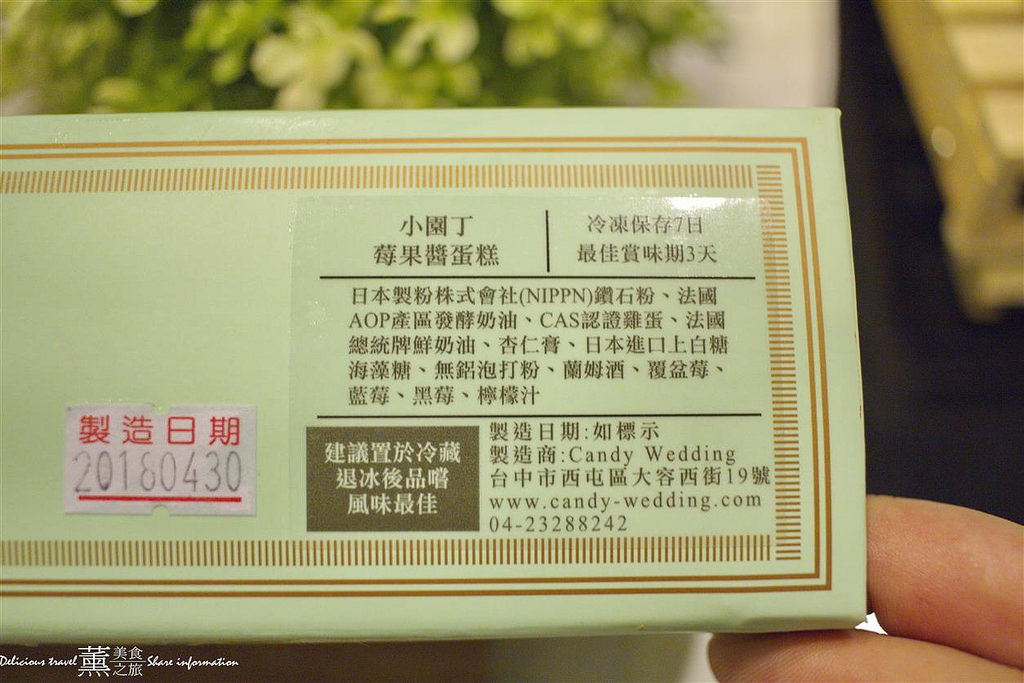 小園丁
莓果醬蛋糕
冷凍保存7日
最佳賞味期3天
日本製粉株式會社(NIPPN)鑽石粉、法國
AOP產區發酵奶油、CAS認證雞蛋、法國
總統牌鮮奶油、杏仁膏、日本進口上白糖
海藻糖、無鋁泡打粉、蘭姆酒、覆盆莓、
藍莓、黑莓、檸檬汁
製造日期
20180430
建議置於冷藏
退冰後品嚐
風味最佳
製造日期:如標示
製造商:Candy Wedding
台中市西屯區大容西街19號
www.candy-wedding.com
04-23288242
Delicious travel 薰 美食之旅 Share information